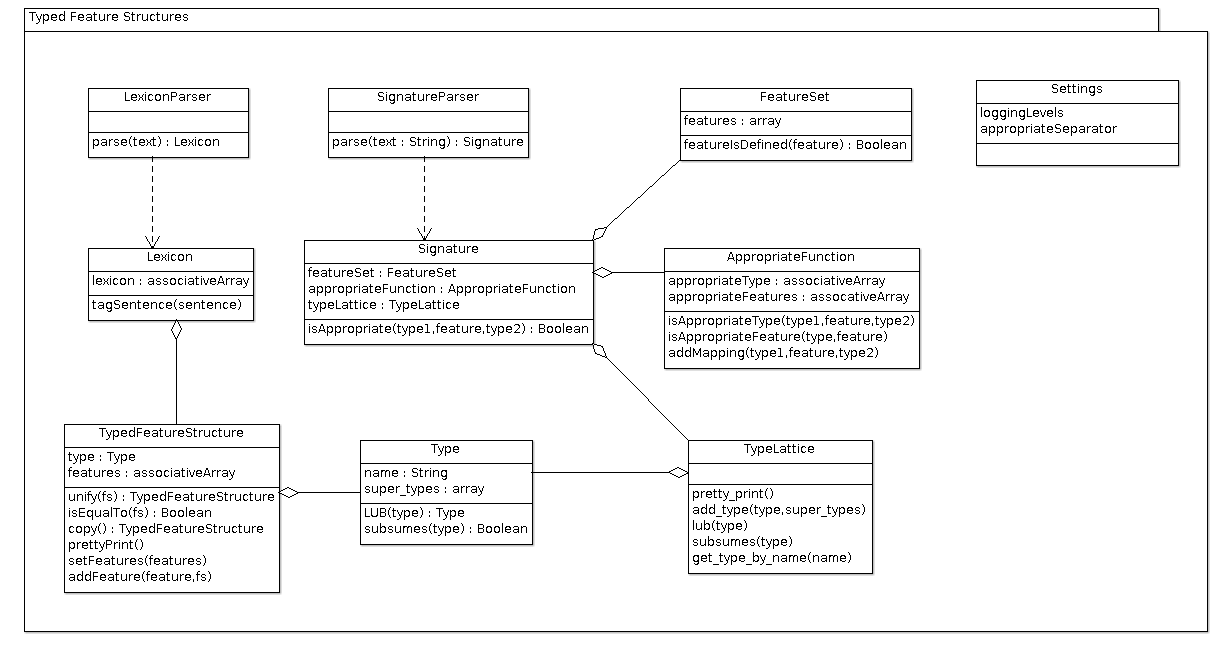 Typed Feature Structures
LexiconParser
parse(text) : Lexicon
SignatureParser
parse(text : String) : Signature
FeatureSet
features : array
featureIsDefined(feature) : Boolean
Settings
loggingLevels
appropriateSeparator
Lexicon
lexicon : associativeArray
tagSentence(sentence)
Signature
featureSet : FeatureSet
appropriateFunction : AppropriateFunction
typeLattice : TypeLattice
isAppropriate(type1,feature,type2) : Boolean
AppropriateFunction
appropriateType : associativeArray
appropriateFeatures : assocativeArray
isAppropriateType(type1,feature,type2)
isAppropriateFeature(type,feature)
addMapping(type1,feature,type2)
TypedFeatureStructure
type : Type
features : associativeArray
unify(fs) : TypedFeatureStructure
isEqualTo(fs) : Boolean
copy() : TypedFeatureStructure
prettyPrint()
setFeatures(features)
addFeature(feature,fs)
Type
name : String
super_types : array
LUB(type) : Type
subsumes(type) : Boolean
TypeLattice
pretty_print()
add_type(type,super_types)
lub(type)
subsumes(type)
get_type_by_name(name)